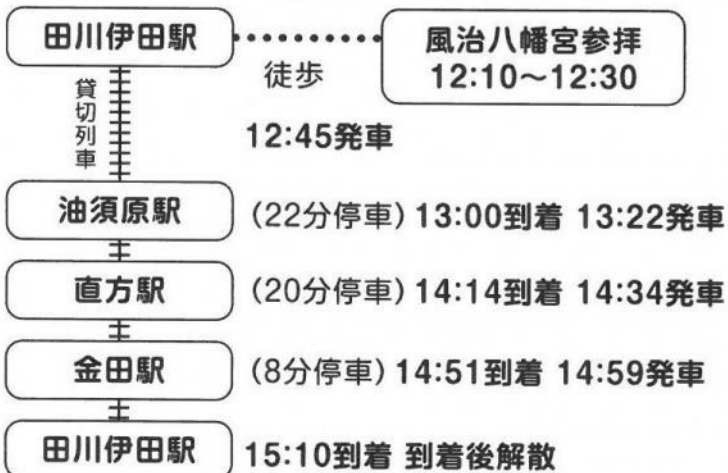 田川伊田駅
風治八幡宮参拝
12:10〜12:30
徒歩
貸切列車
12:45発車
油須原駅 (22分停車) 13:00到着 13:22発車
直方駅 (20分停車) 14:14到着 14:34発車
金田駅 (8分停車) 14:51到着 14:59発車
田川伊田駅 15:10到着 到着後解散